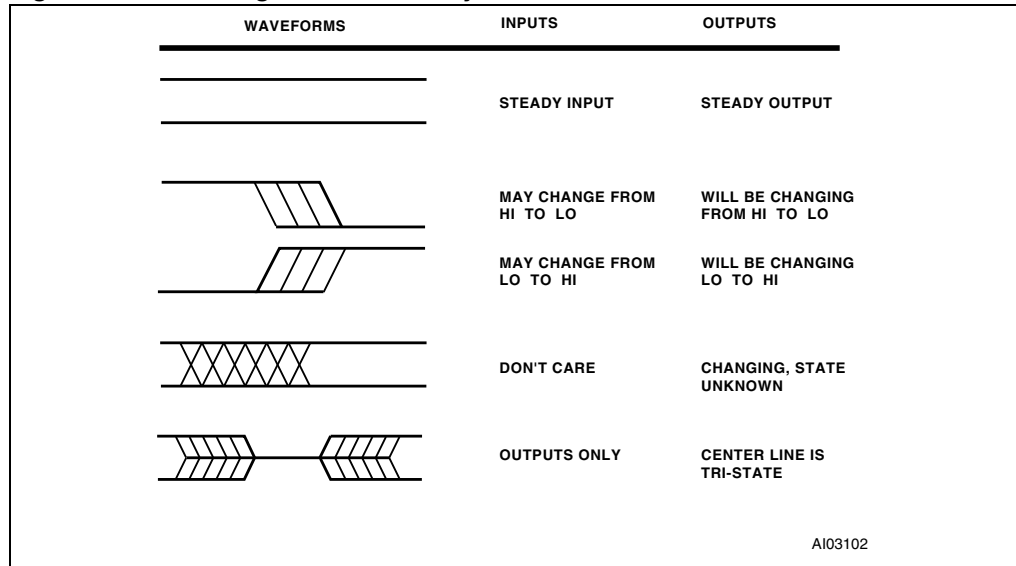 WAVEFORMS INPUTS OUTPUTS
STEADY INPUT STEADY OUTPUT
MAY CHANGE FROM WILL BE CHANGING
HI TO LO FROM HI TO LO
MAY CHANGE FROM WILL BE CHANGING
LO TO HI LO TO HI
DON'T CARE CHANGING, STATE
UNKNOWN
OUTPUTS ONLY CENTER LINE IS
TRI-STATE
AI03102